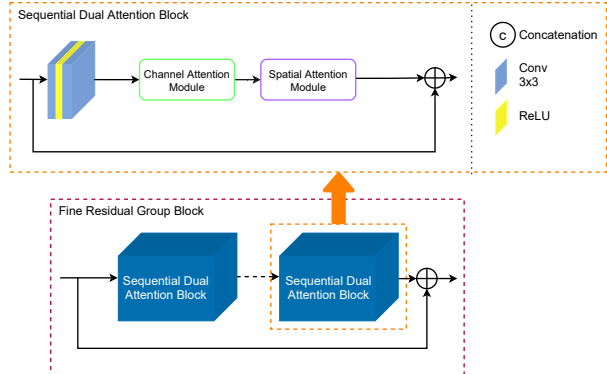 Sequential Dual Attention Block
Channel Attention
Module
Spatial Attention
Module
C
Concatenation
Conv
3x3
ReLU
Fine Residual Group Block
Sequential Dual
Attention Block
Sequential Dual
Attention Block